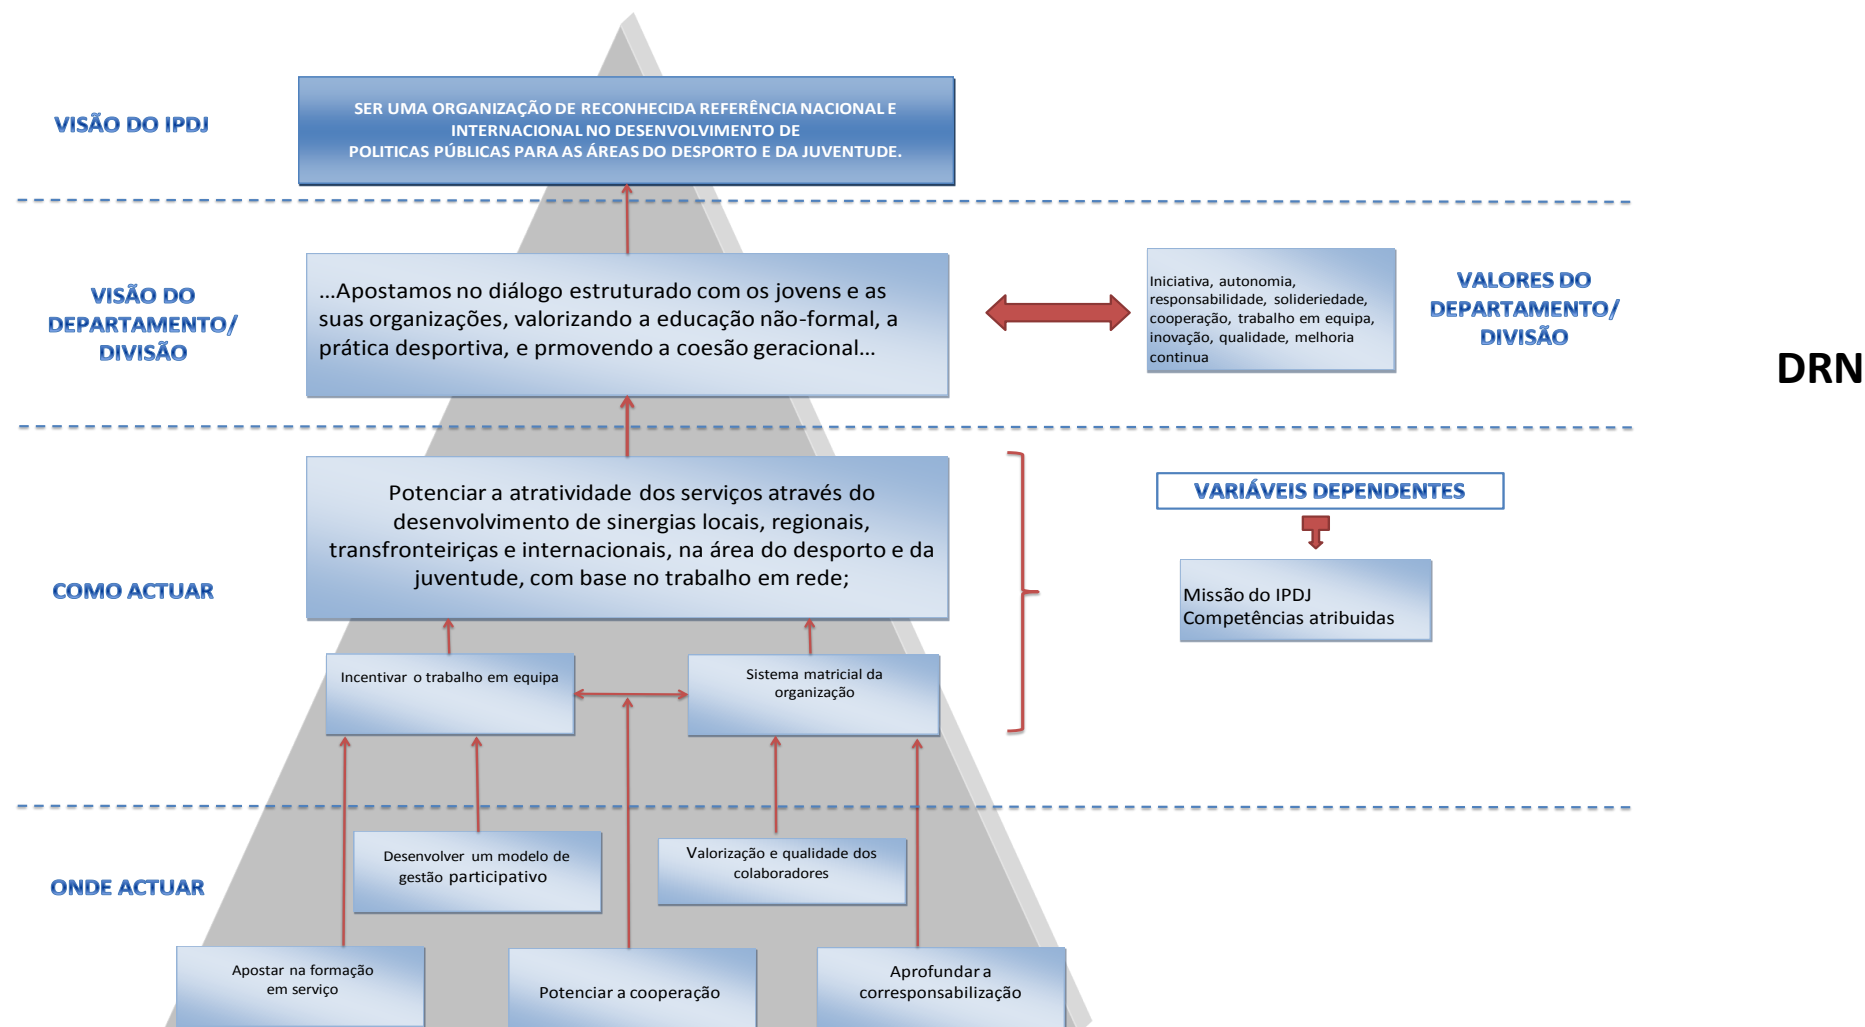 VISÃO DO IPDJ
SER UMA ORGANIZAÇÃO DE RECONHECIDA REFERÊNCIA NACIONAL E
INTERNACIONAL NO DESENVOLVIMENTO DE
POLITICAS PÚBLICAS PARA AS ÁREAS DO DESPORTO E DA JUVENTUDE.
VISÃO DO
DEPARTAMENTO/
DIVISÃO
...Apostamos no diálogo estruturado com os jovens e as
suas organizações, valorizando a educação não-formal, a
prática desportiva, e prmovendo a coesão geracional...
Iniciativa, autonomia,
responsabilidade, solideriedade,
cooperação, trabalho em equipa,
inovação, qualidade, melhoria
continua
VALORES DO
DEPARTAMENTO/
DIVISÃO
DRN
COMO ACTUAR
Potenciar a atratividade dos serviços através do
desenvolvimento de sinergias locais, regionais,
transfronteiriças e internacionais, na área do desporto e da
juventude, com base no trabalho em rede;
VARIÁVEIS DEPENDENTES
Missão do IPDJ
Competências atribuidas
Incentivar o trabalho em equipa
Sistema matricial da
organização
ONDE ACTUAR
Desenvolver um modelo de
gestão participativo
Valorização e qualidade dos
colaboradores
Apostar na formação
em serviço
Potenciar a cooperação
Aprofundar a
corresponsabilização